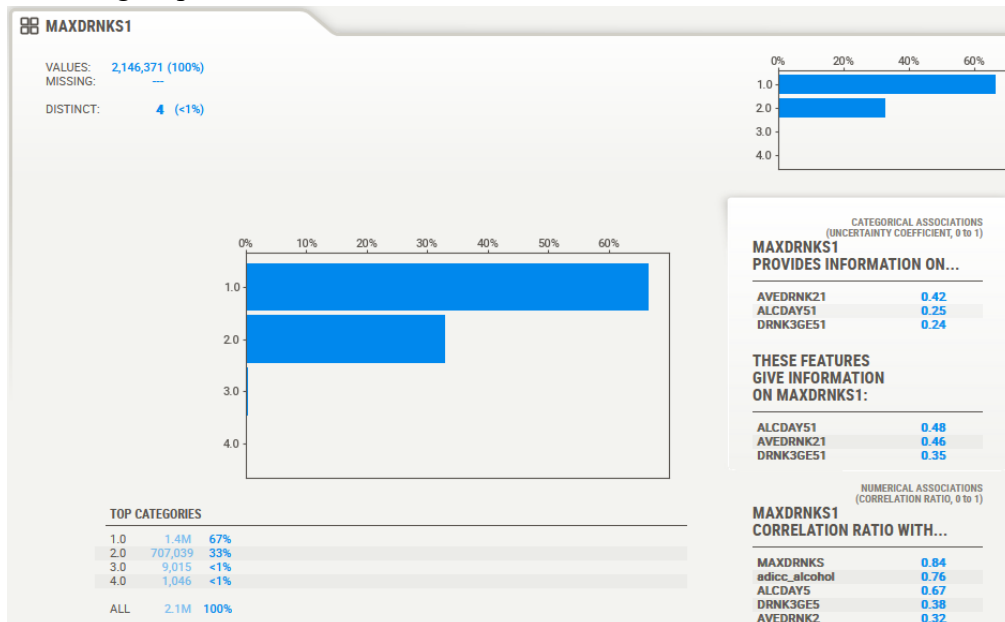 MAXDRNKS1
VALUES: 2,146,371 (100%)
MISSING: ---
DISTINCT: 4 (<1%)
0% 20% 40% 60%
1.0
2.0
3.0
4.0
0% 10% 20% 30% 40% 50% 60%
1.0
2.0
3.0
4.0
TOP CATEGORIES
1.0 1.4M 67%
2.0 707,039 33%
3.0 9,015 <1%
4.0 1,046 <1%
ALL 2.1M 100%
CATEGORICAL ASSOCIATIONS
(UNCERTAINTY COEFFICIENT, 0 to 1)
MAXDRNKS1
PROVIDES INFORMATION ON...
AVEDRNK21 0.42
ALCDAY51 0.25
DRNK3GE51 0.24
THESE FEATURES
GIVE INFORMATION
ON MAXDRNKS1:
ALCDAY51 0.48
AVEDRNK21 0.46
DRNK3GE51 0.35
NUMERICAL ASSOCIATIONS
(CORRELATION RATIO, 0 to 1)
MAXDRNKS1
CORRELATION RATIO WITH...
MAXDRNKS 0.84
adicc_alcohol 0.76
ALCDAY5 0.67
DRNK3GE5 0.38
AVEDRNK2 0.32